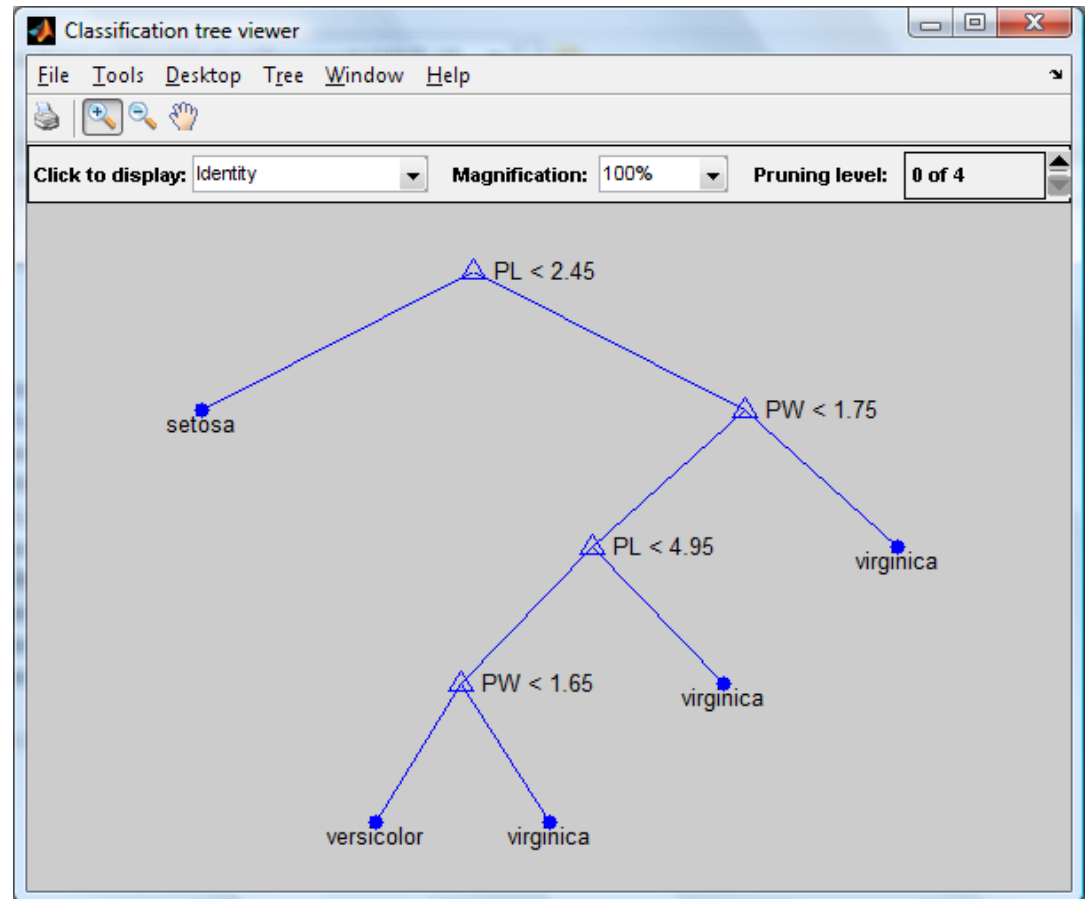 Classification tree viewer
File Tools Desktop Tree Window Help
Click to display: Identity Magnification: 100% Pruning level: 0 of 4
PL < 2.45
setosa
PW < 1.75
PL < 4.95
virginica
PW < 1.65
virginica
versicolor
virginica